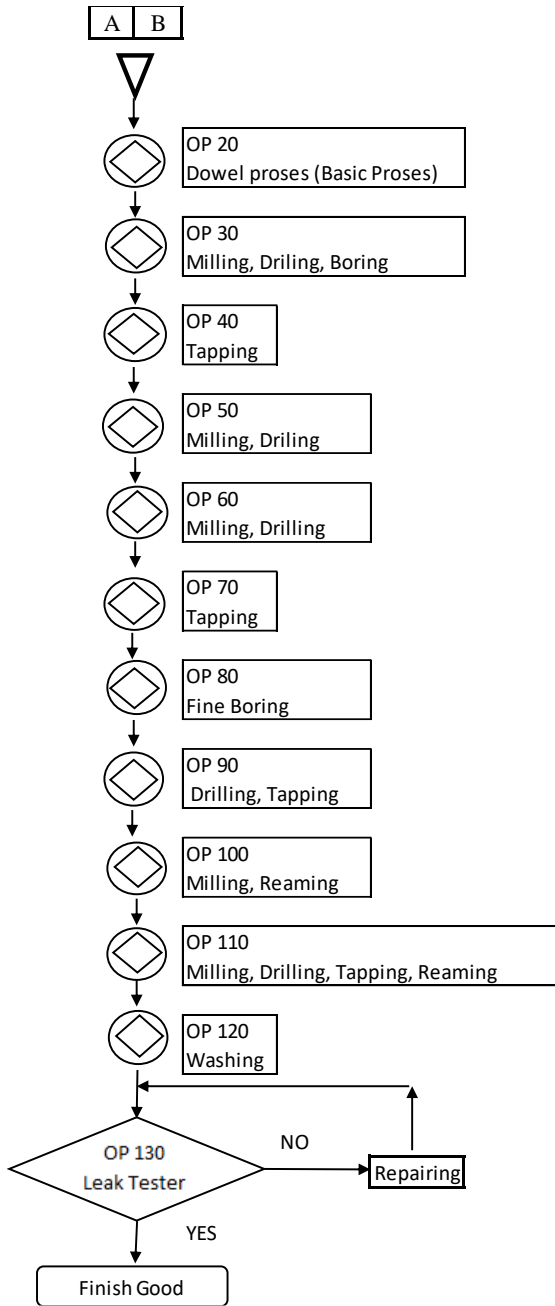 A B
OP 20
Dowel proses (Basic Proses)
OP 30
Milling, Driling, Boring
OP 40
Tapping
OP 50
Milling, Driling
OP 60
Milling, Drilling
OP 70
Tapping
OP 80
Fine Boring
OP 90
Drilling, Tapping
OP 100
Milling, Reaming
OP 110
Milling, Drilling, Tapping, Reaming
OP 120
Washing
OP 130
Leak Tester
NO
Repairing
YES
Finish Good